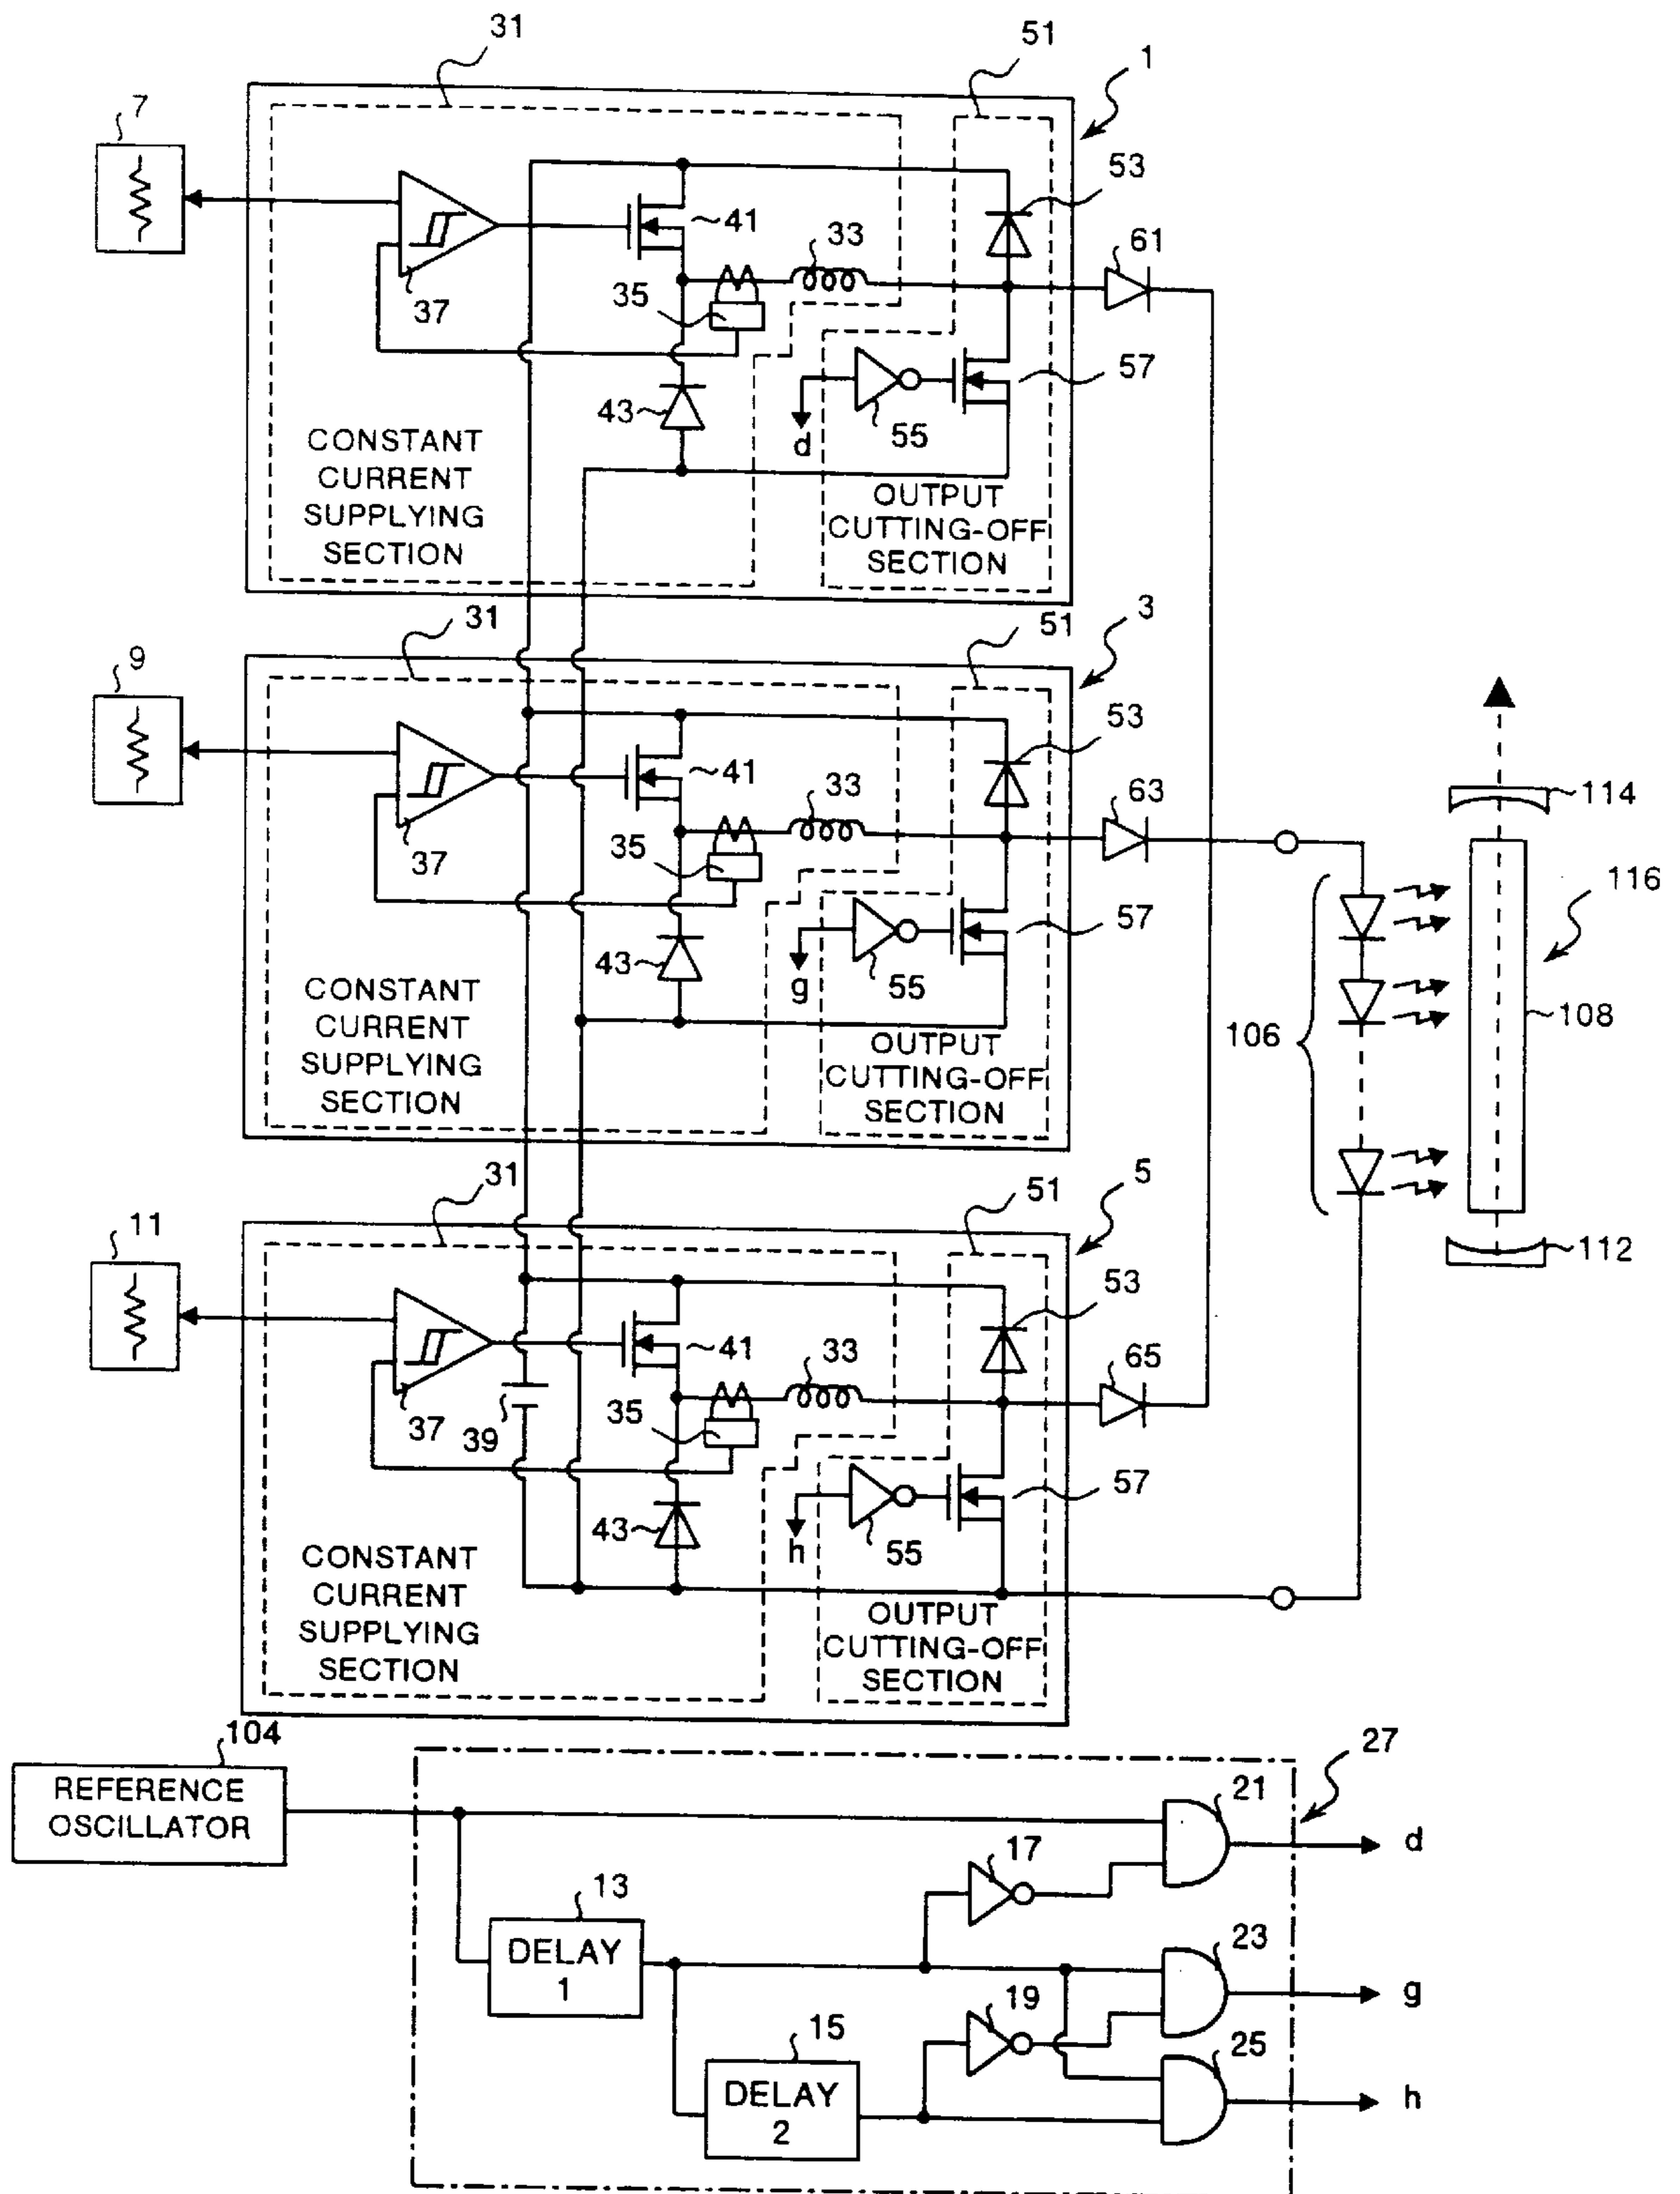 31
51
1
7
53
41
33
61
35
37
57
43
d
55
CONSTANT
CURRENT
SUPPLYING
SECTION
OUTPUT
CUTTING-OFF
SECTION
31
51
3
9
53
41
33
63
114
35
37
116
57
43
g
55
108
106
CONSTANT
CURRENT
SUPPLYING
SECTION
OUTPUT
CUTTING-OFF
SECTION
31
51
5
11
112
53
41
33
65
35
37
39
57
43
h
55
CONSTANT
CURRENT
SUPPLYING
SECTION
OUTPUT
CUTTING-OFF
SECTION
104
27
REFERENCE
OSCILLATOR
21
d
17
13
DELAY
1
23
g
19
15
DELAY
2
25
h